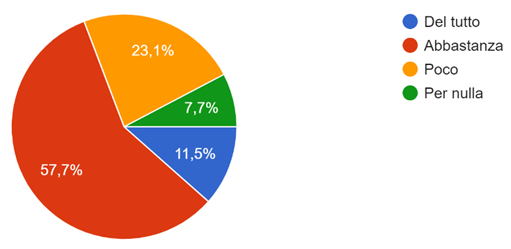 Del tutto
Abbastanza
Poco
Per nulla
23,1%
7,7%
11,5%
57,7%